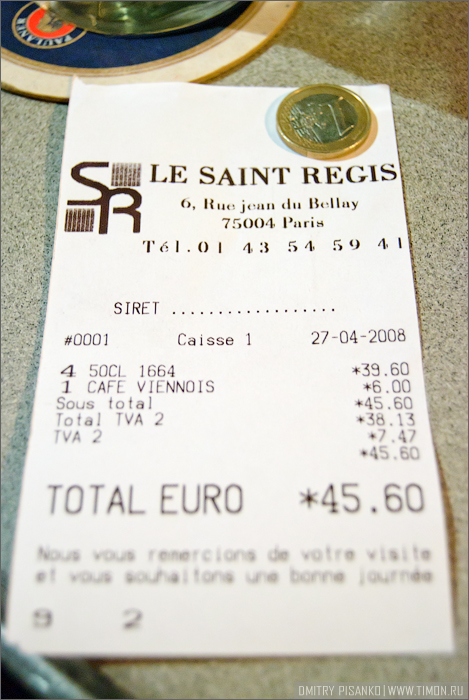 PAULANER
SR
LE SAINT REGIS
6, Rue jean du Bellay
75004 Paris
Tél.01 43 54 59 41
SIRET ..................
#0001 Caisse 1 27-04-2008
4 50CL 1664 *39.60
1 CAFE VIENNOIS *6.00
Sous total *45.60
Total TVA 2 *38.13
TVA 2 *7.47
*45.60
TOTAL EURO *45.60
Nous vous remercions de votre visite
et vous souhaitons une bonne journée
9 2
DMITRY PISANKO | WWW.TIMON.RU